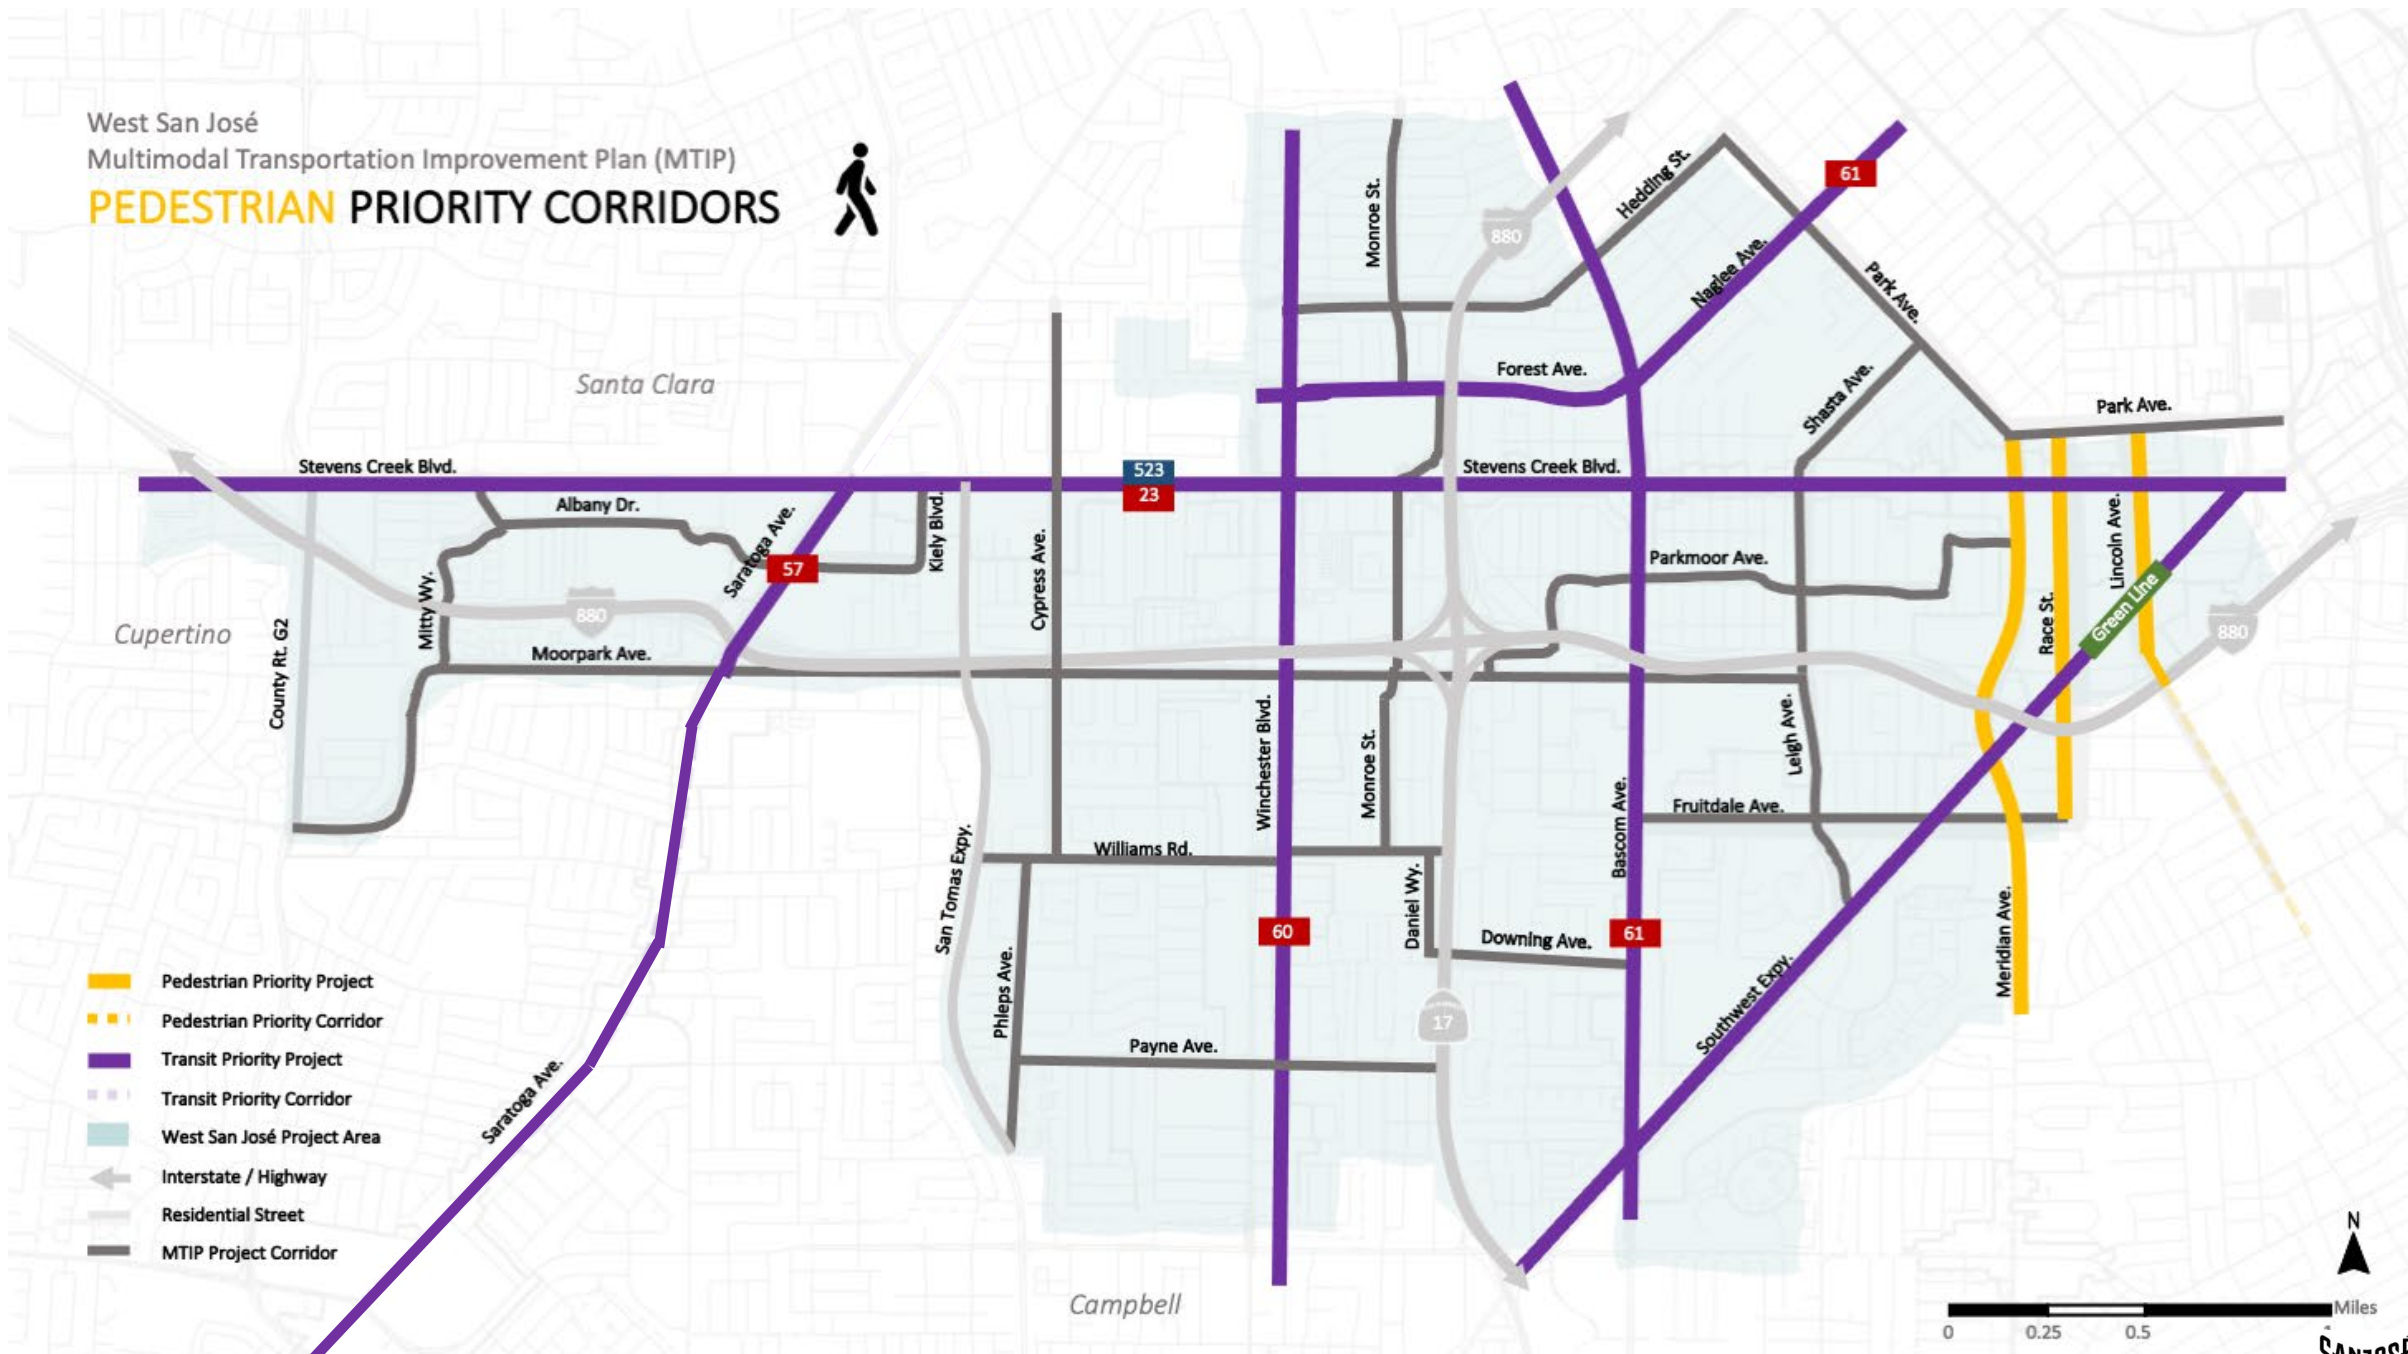 West San José
Multimodal Transportation Improvement Plan (MTIP)
PEDESTRIAN PRIORITY CORRIDORS
Monroe St.
880
Hedding St.
61
Naglee Ave.
Park Ave.
Santa Clara
Forest Ave.
Shasta Ave.
Park Ave.
Stevens Creek Blvd.
523
23
Stevens Creek Blvd.
Albany Dr.
Saratoga Ave.
57
Kiely Blvd.
Cypress Ave.
Parkmoor Ave.
Lincoln Ave.
Green Line
Race St.
880
Cupertino
County Rt. G2
Mitty Wy.
880
Moorpark Ave.
Winchester Blvd.
Monroe St.
Leigh Ave.
Bascom Ave.
Fruitdale Ave.
San Tomas Expy.
Williams Rd.
Daniel Wy.
60
Downing Ave.
61
Meridian Ave.
Southwest Expy.
Phleps Ave.
17
Payne Ave.
Saratoga Ave.
Pedestrian Priority Project
Pedestrian Priority Corridor
Transit Priority Project
Transit Priority Corridor
West San José Project Area
Interstate / Highway
Residential Street
MTIP Project Corridor
Campbell
N
Miles
0 0.25 0.5